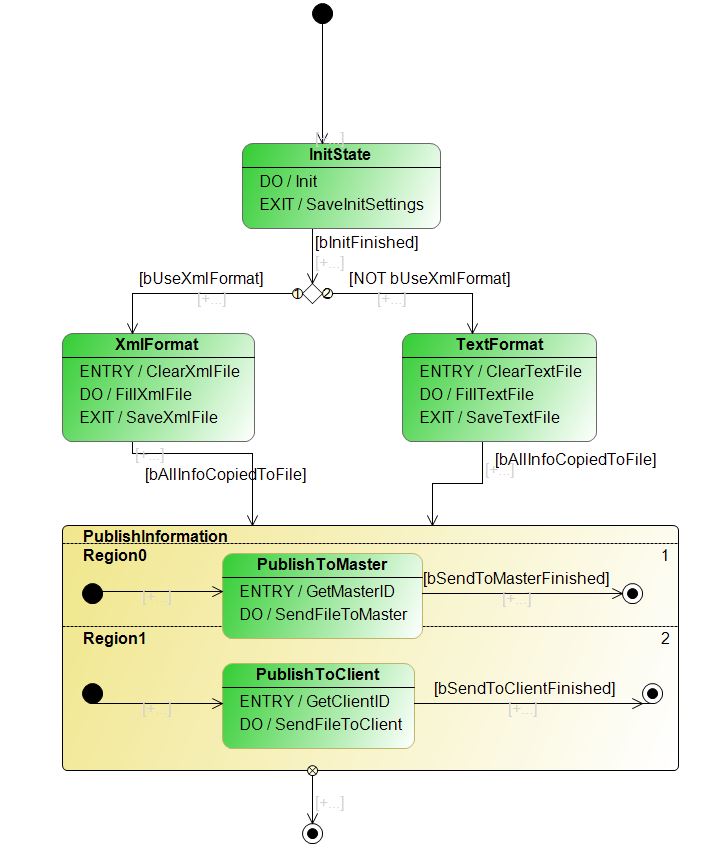 [+...]
InitState
DO / Init
EXIT / SaveInitSettings
[bInitFinished]
[+...]
[bUseXmlFormat]
[NOT bUseXmlFormat]
1
2
[+...]
[+...]
XmlFormat
ENTRY / ClearXmlFile
DO / FillXmlFile
EXIT / SaveXmlFile
TextFormat
ENTRY / ClearTextFile
DO / FillTextFile
EXIT / SaveTextFile
[+...]
[bAllInfoCopiedToFile]
[bAllInfoCopiedToFile]
[+...]
PublishInformation
Region0
1
PublishToMaster
ENTRY / GetMasterID
DO / SendFileToMaster
[+...]
[bSendToMasterFinished]
[+...]
Region1
2
PublishToClient
ENTRY / GetClientID
DO / SendFileToClient
[+...]
[bSendToClientFinished]
[+...]
[+...]